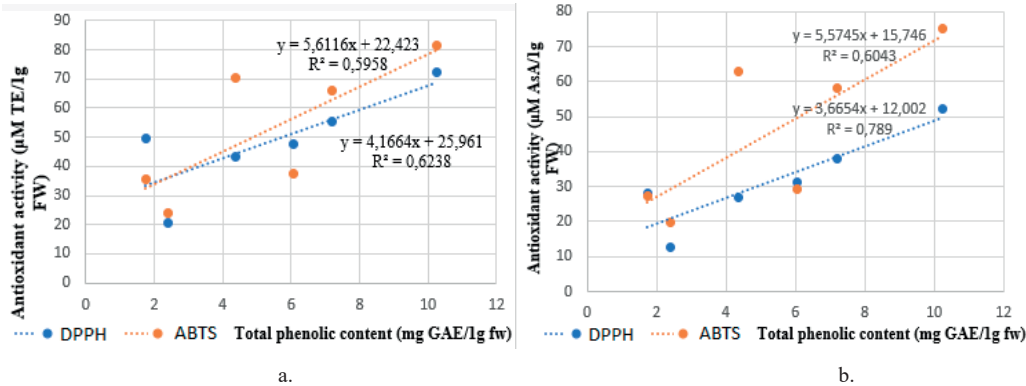 a.
Antioxidant activity (µM TE/1g
FW)
90
80
70
60
50
40
30
20
10
0
y = 5,6116x + 22,423
R² = 0,5958
y = 4,1664x + 25,961
R² = 0,6238
0 2 4 6 8 10 12
DPPH ABTS Total phenolic content (mg GAE/1g fw)
a.
b.
Antioxidant activity (µM AsA/1g
FW)
80
70
60
50
40
30
20
10
0
y = 5,5745x + 15,746
R² = 0,6043
y = 3,6654x + 12,002
R² = 0,789
0 2 4 6 8 10 12
DPPH ABTS Total phenolic content (mg GAE/1g fw)
b.